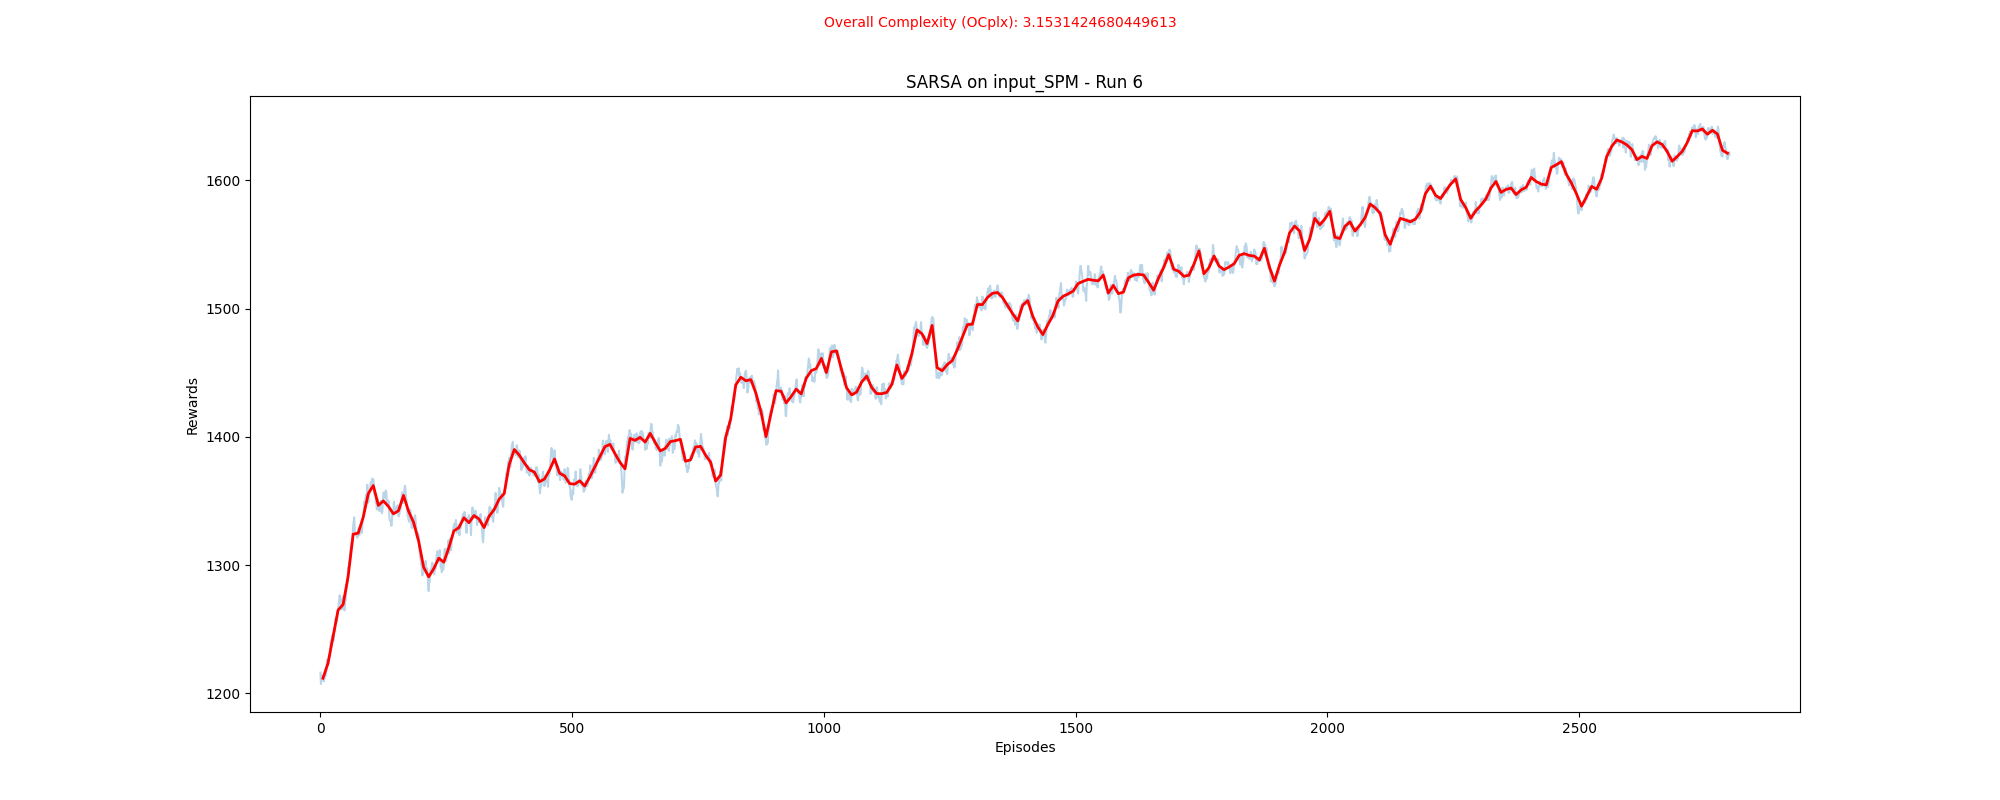 Overall Complexity (OCplx): 3.1531424680449613
SARSA on input_SPM - Run 6
Rewards
1600
1500
1400
1300
1200
0 500 1000 1500 2000 2500
Episodes